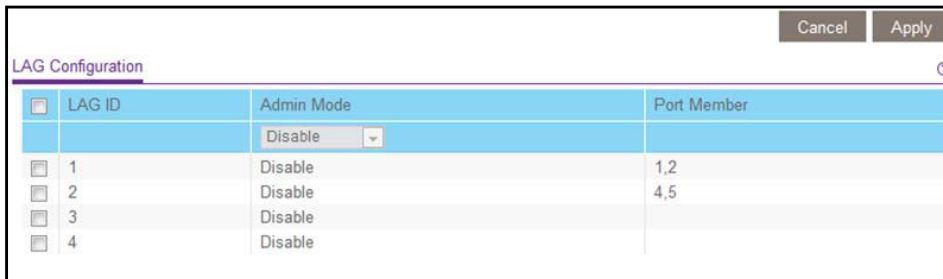 Cancel Apply
LAG Configuration
LAG ID Admin Mode Port Member
Disable
1 Disable 1,2
2 Disable 4,5
3 Disable
4 Disable